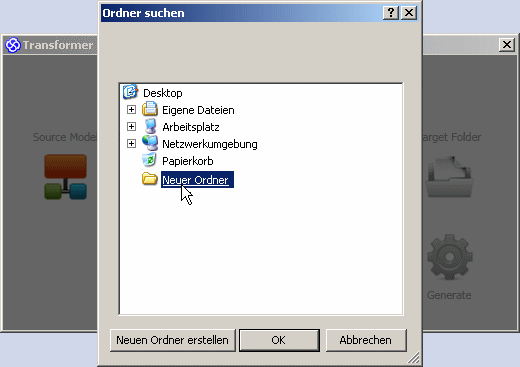 Ordner suchen
Transformer
Desktop
Eigene Dateien
Arbeitsplatz
Netzwerkumgebung
Papierkorb
Neuer Ordner
Source Model
Target Folder
Generate
Neuen Ordner erstellen
OK
Abbrechen